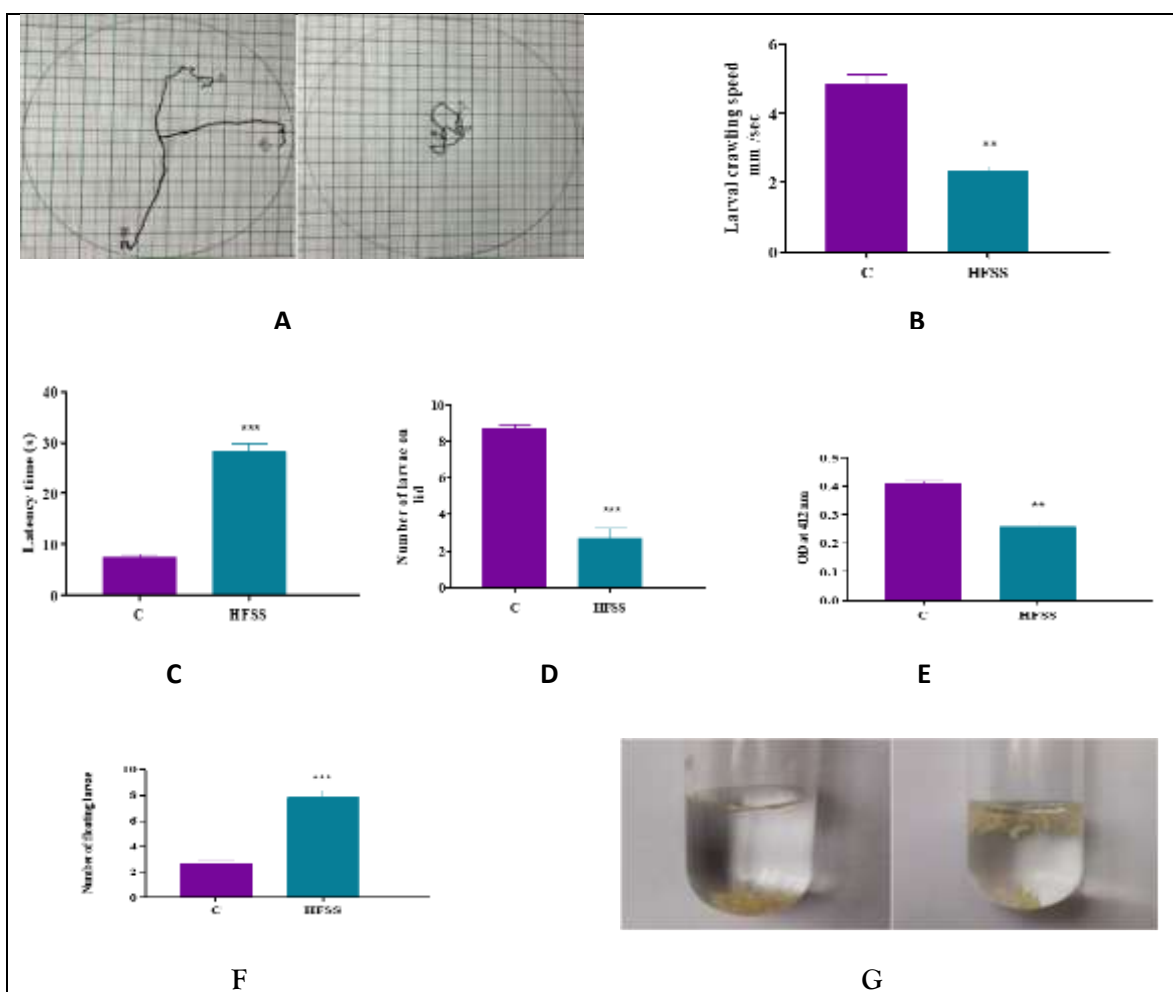 6
4
2
0
Larval crawling speed
mm /sec
**
C
HFSS
A
B
40
30
20
10
0
Latency time (s)
***
C
HFSS
10
8
6
4
2
0
Number of larvae on
lid
***
C
HFSS
0.5
0.4
0.3
0.2
0.1
0.0
OD at 412 nm
**
C
HFSS
C
D
E
10
8
6
4
2
0
Number of floating larvae
***
C
HFSS
F
G